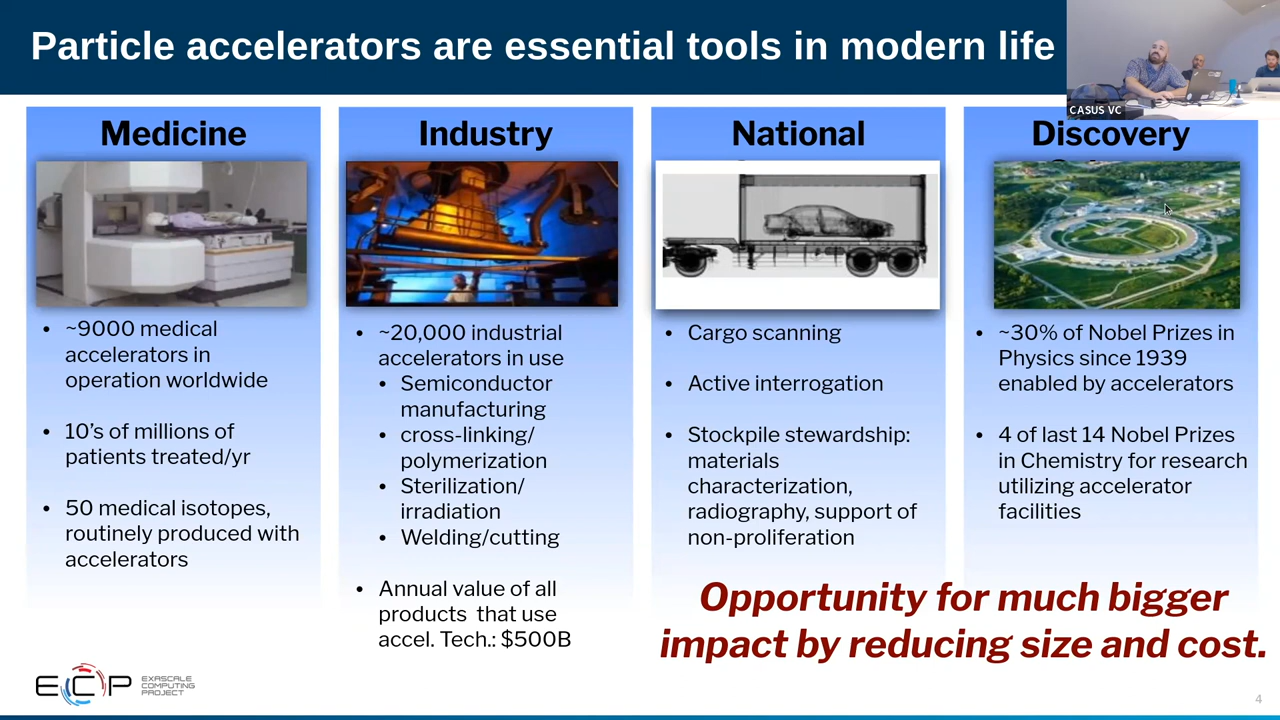 Particle accelerators are essential tools in modern life
CASUS VC
Medicine
~9000 medical
accelerators in
operation worldwide
10's of millions of
patients treated/yr
50 medical isotopes,
routinely produced with
accelerators
Industry
~20,000 industrial
accelerators in use
Semiconductor
manufacturing
cross-linking/
polymerization
Sterilization/
irradiation
Welding/cutting
Annual value of all
products that use
accel. Tech.: $500B
National
Cargo scanning
Active interrogation
Stockpile stewardship:
materials
characterization,
radiography, support of
non-proliferation
Discovery
~30% of Nobel Prizes in
Physics since 1939
enabled by accelerators
4 of last 14 Nobel Prizes
in Chemistry for research
utilizing accelerator
facilities
Opportunity for much bigger
impact by reducing size and cost.
ECP
EXASCALE
COMPUTING
PROJECT
4